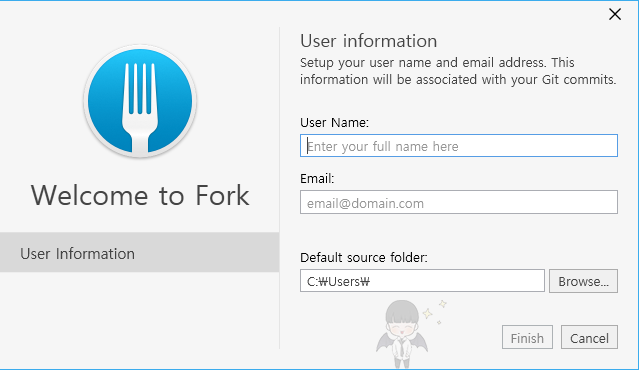 Welcome to Fork
User Information
User information
Setup your user name and email address. This
information will be associated with your Git commits.
User Name:
Enter your full name here
Email:
email@domain.com
Default source folder:
C:₩Users₩
Browse...
Finish
Cancel